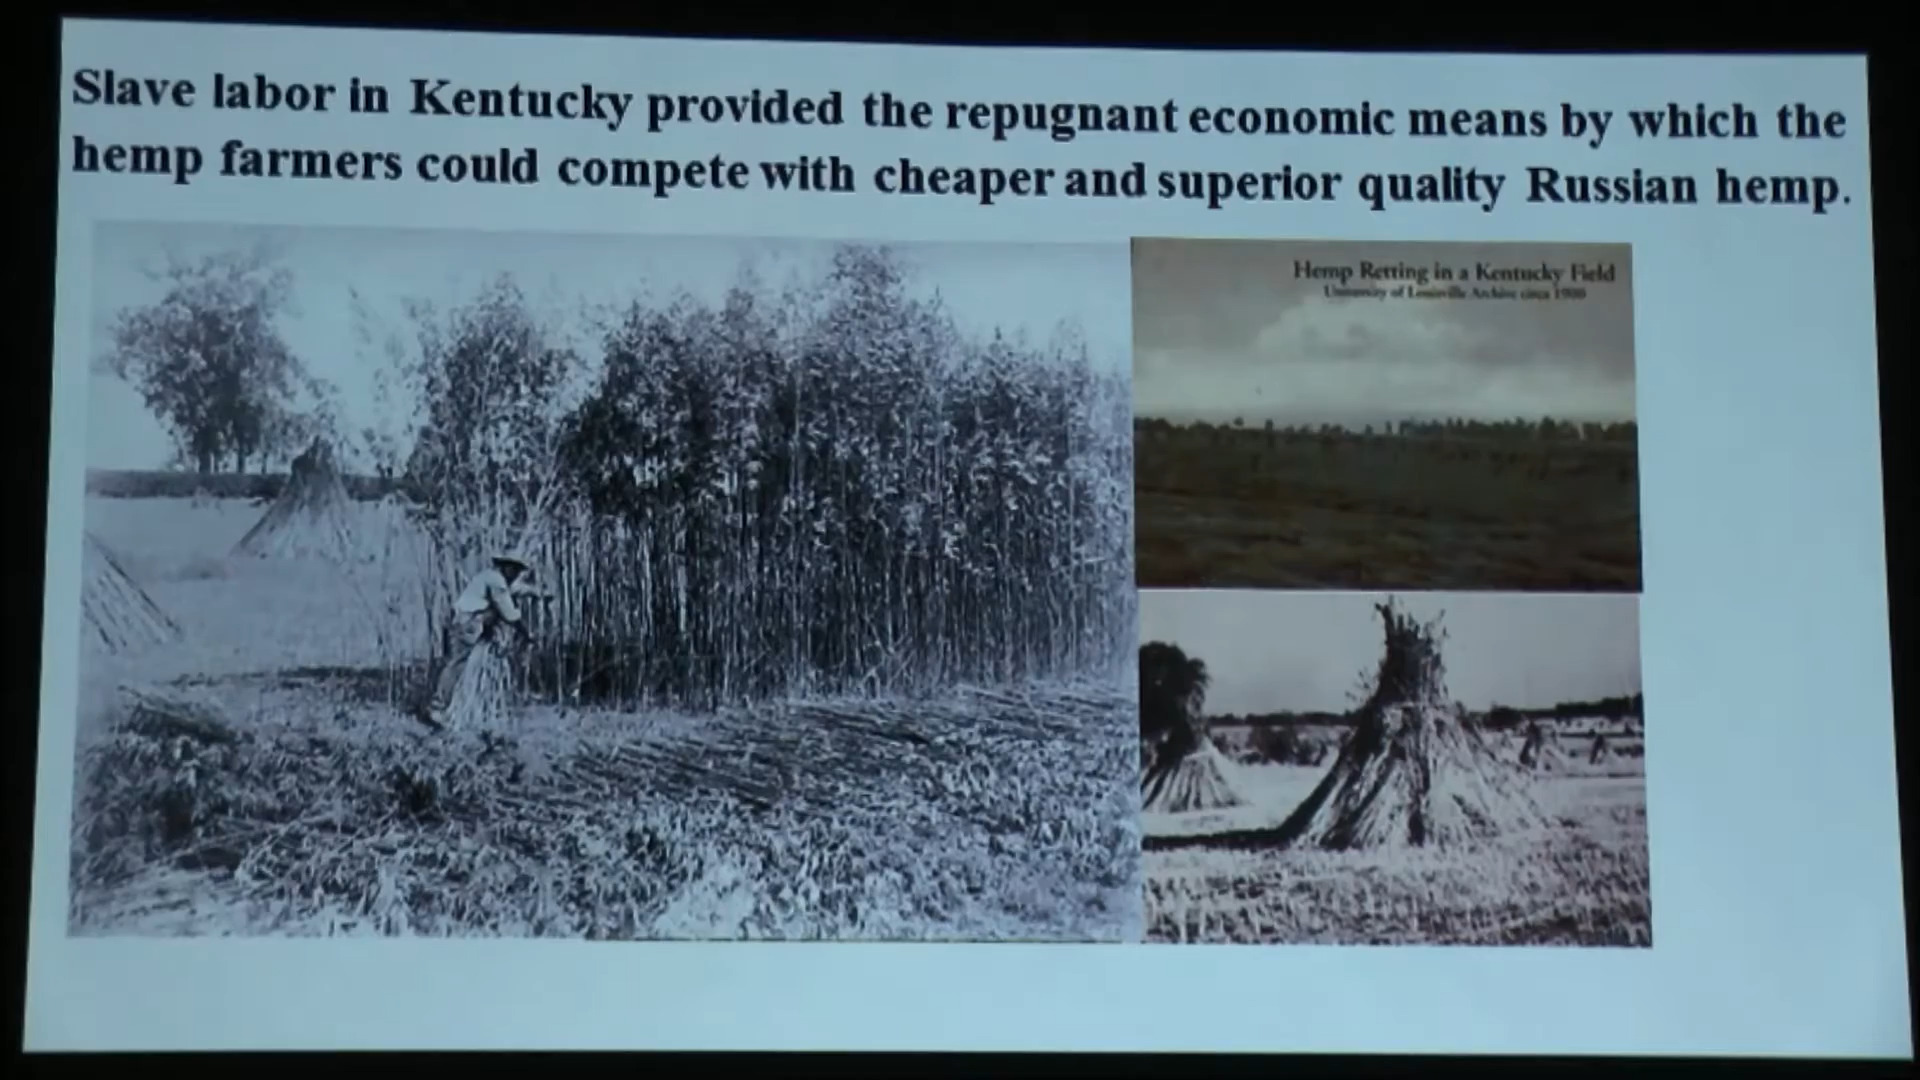 Slave labor in Kentucky provided the repugnant economic means by which the
hemp farmers could compete with cheaper and superior quality Russian hemp.
Hemp Retting in a Kentucky Field
University of Louisville Archive circa 1900